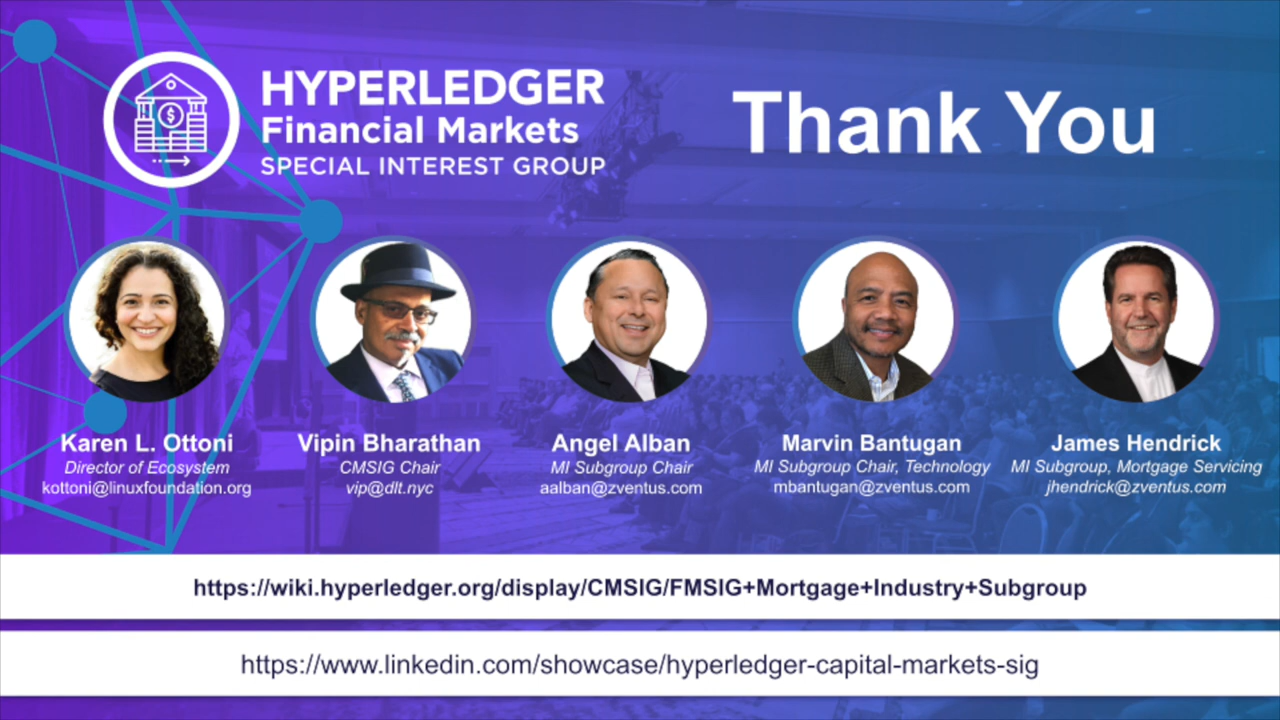 HYPERLEDGER
Financial Markets
SPECIAL INTEREST GROUP
Thank You
Karen L. Ottoni
Director of Ecosystem
kottoni@linuxfoundation.org
Vipin Bharathan
CMSIG Chair
vip@dlt.nyc
Angel Alban
MI Subgroup Chair
aalban@zventus.com
Marvin Bantugan
MI Subgroup Chair, Technology
mbantugan@zventus.com
James Hendrick
MI Subgroup, Mortgage Servicing
jhendrick@zventus.com
https://wiki.hyperledger.org/display/CMSIG/FMSIG+Mortgage+Industry+Subgroup
https://www.linkedin.com/showcase/hyperledger-capital-markets-sig